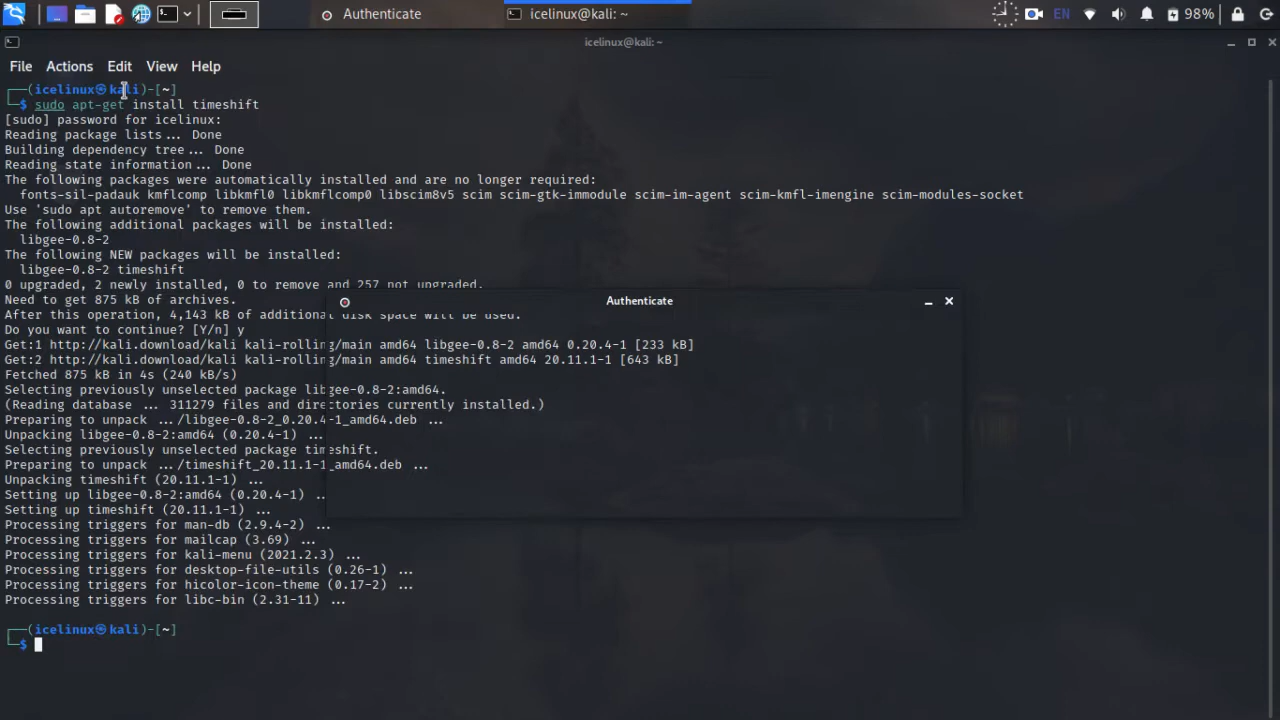 Authenticate
icelinux@kali: ~
EN
98%
icelinux@kali: ~
File Actions Edit View Help
┌──(icelinux㉿kali)-[~]
└─$ sudo apt-get install timeshift
[sudo] password for icelinux:
Reading package lists... Done
Building dependency tree... Done
Reading state information... Done
The following packages were automatically installed and are no longer required:
fonts-sil-padauk kmflcomp libkmfl0 libkmflcomp0 libscim8v5 scim scim-gtk-immodule scim-im-agent scim-kmfl-imengine scim-modules-socket
Use 'sudo apt autoremove' to remove them.
The following additional packages will be installed:
libgee-0.8-2
The following NEW packages will be installed:
libgee-0.8-2 timeshift
0 upgraded, 2 newly installed, 0 to remove and 257 not upgraded.
Authenticate
Need to get 875 kB of archives.
After this operation, 4,143 kB of additional disk space will be used.
Do you want to continue? [Y/n] y
Get:1 http://kali.download/kali kali-rolling/main amd64 libgee-0.8-2 amd64 0.20.4-1 [233 kB]
Get:2 http://kali.download/kali kali-rolling/main amd64 timeshift amd64 20.11.1-1 [643 kB]
Fetched 875 kB in 4s (240 kB/s)
Selecting previously unselected package libgee-0.8-2:amd64.
(Reading database ... 311279 files and directories currently installed.)
Preparing to unpack .../libgee-0.8-2_0.20.4-1_amd64.deb ...
Unpacking libgee-0.8-2:amd64 (0.20.4-1) ...
Selecting previously unselected package timeshift.
Preparing to unpack .../timeshift_20.11.1-1_amd64.deb ...
Unpacking timeshift (20.11.1-1) ...
Setting up libgee-0.8-2:amd64 (0.20.4-1) ...
Setting up timeshift (20.11.1-1) ...
Processing triggers for man-db (2.9.4-2) ...
Processing triggers for mailcap (3.69) ...
Processing triggers for kali-menu (2021.2.3) ...
Processing triggers for desktop-file-utils (0.26-1) ...
Processing triggers for hicolor-icon-theme (0.17-2) ...
Processing triggers for libc-bin (2.31-11) ...
┌──(icelinux㉿kali)-[~]
└─$